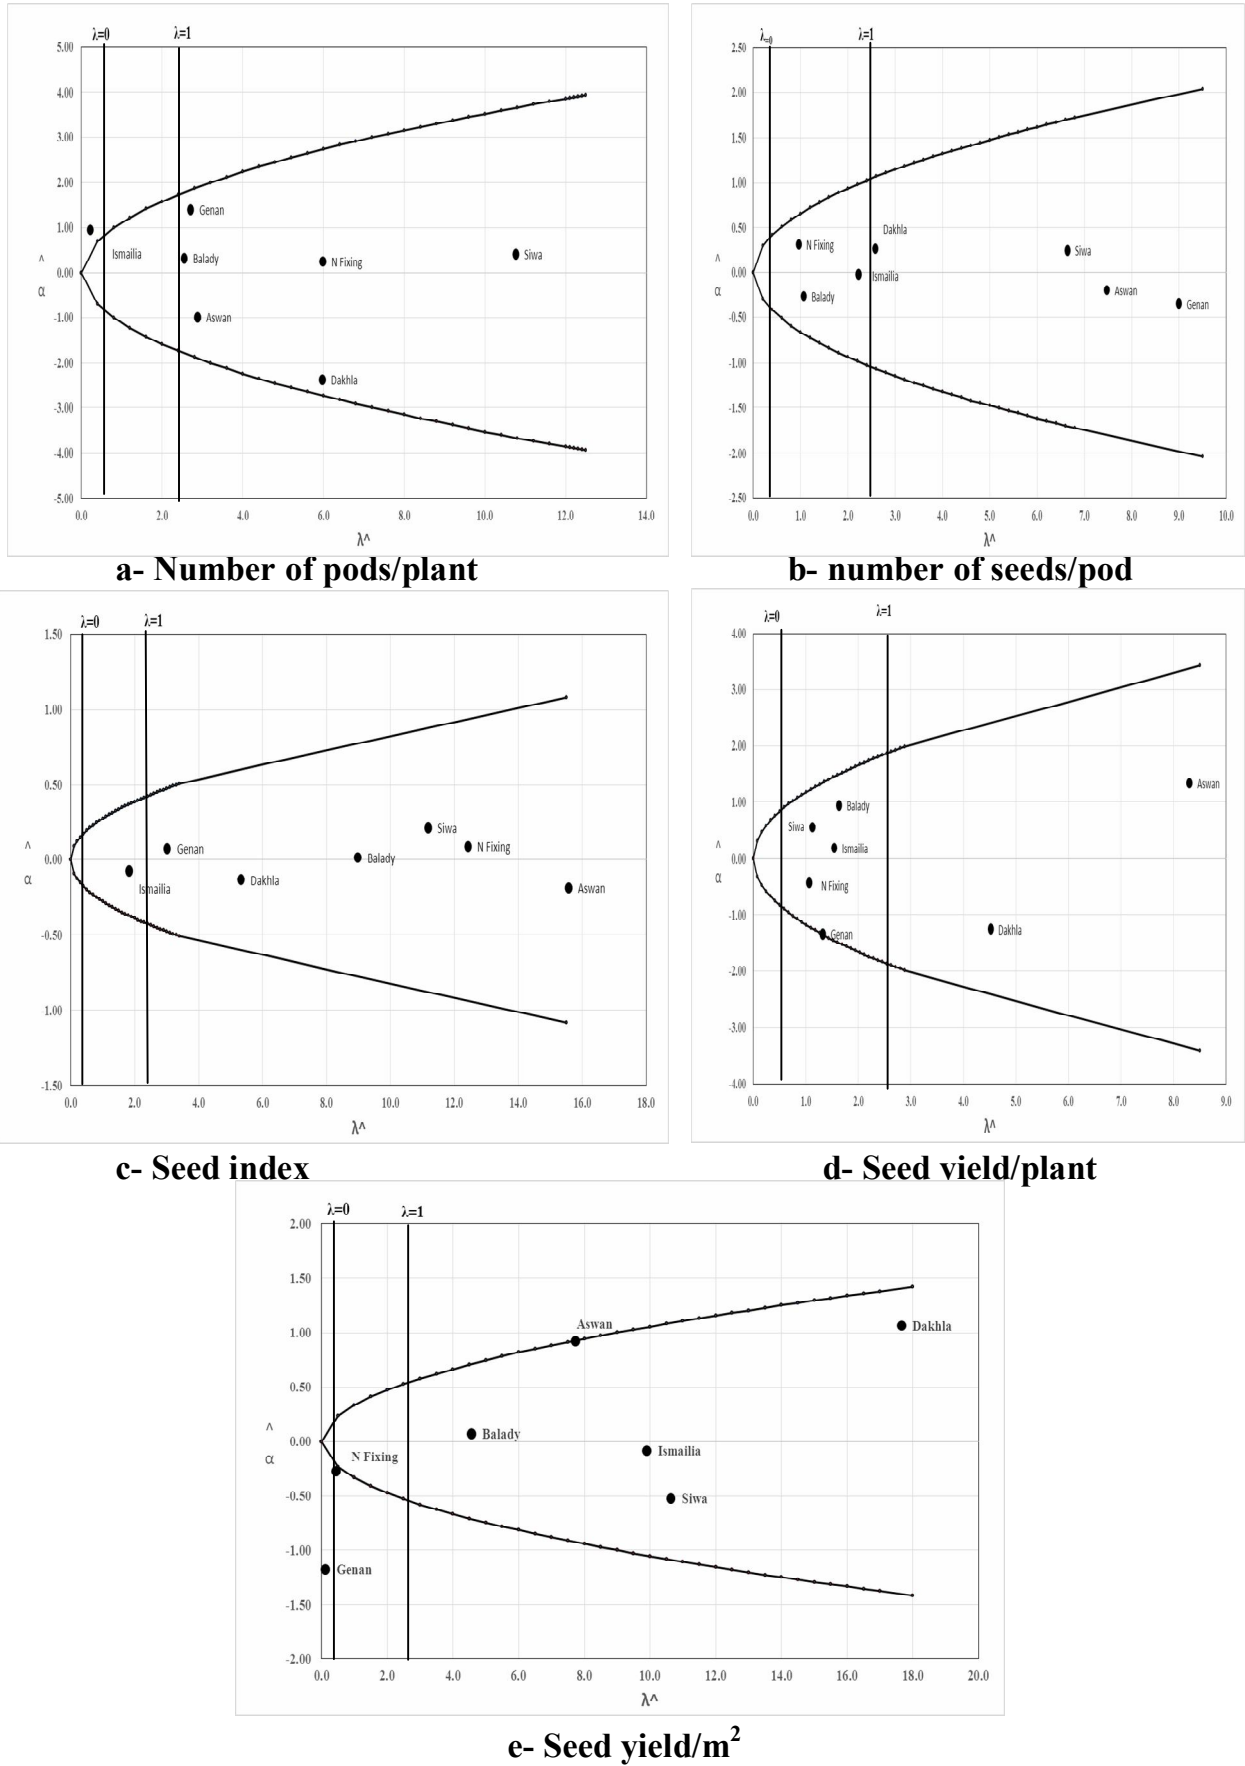 λ=0 λ=1
5.00
4.00
3.00
2.00
1.00
0.00
-1.00
-2.00
-3.00
-4.00
-5.00
^
α
Genan
Ismailia
Balady
N Fixing
Siwa
Aswan
Dakhla
0.0 2.0 4.0 6.0 8.0 10.0 12.0 14.0
λ^
a- Number of pods/plant
λ=0 λ=1
2.50
2.00
1.50
1.00
0.50
0.00
-0.50
-1.00
-1.50
-2.00
-2.50
^
α
Dakhla
N Fixing
Siwa
Ismailia
Aswan
Balady
Genan
0.0 1.0 2.0 3.0 4.0 5.0 6.0 7.0 8.0 9.0 10.0
λ^
b- number of seeds/pod
λ=0 λ=1
1.50
1.00
0.50
0.00
-0.50
1.00
-1.50
^
α
Siwa
Genan
N Fixing
Balady
Ismailia
Dakhla
Aswan
0.0 2.0 4.0 6.0 8.0 10.0 12.0 14.0 16.0 18.0
λ^
c- Seed index
λ=0 λ=1
4.00
3.00
2.00
1.00
0.00
-1.00
-2.00
-3.00
-4.00
^
α
Aswan
Balady
Siwa
Ismailia
N Fixing
Genan
Dakhla
0.0 1.0 2.0 3.0 4.0 5.0 6.0 7.0 8.0 9.0
λ^
d- Seed yield/plant
λ=0 λ=1
2.00
1.50
1.00
0.50
0.00
-0.50
-1.00
-1.50
-2.00
^
α
Aswan
Dakhla
Balady
N Fixing
Ismailia
Siwa
Genan
0.0 2.0 4.0 6.0 8.0 10.0 12.0 14.0 16.0 18.0 20.0
λ^
e- Seed yield/m²